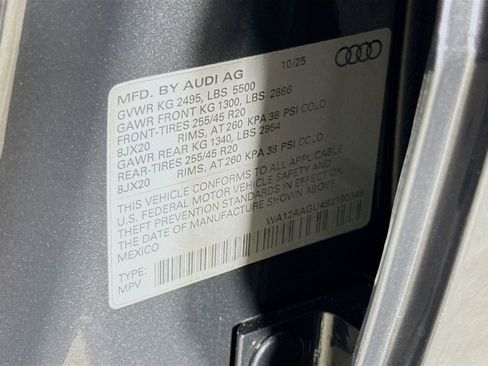 MFD. BY AUDI AG 10/25
GVWR KG 2495, LBS 5500
GAWR FRONT KG 1300, LBS 2866
FRONT-TIRES 255/45 R20
8JX20 RIMS, AT 260 KPA 38 PSI COLD
GAWR REAR KG 1340, LBS 2954
REAR-TIRES 255/45 R20
8JX20 RIMS, AT 260 KPA 38 PSI COLD
THIS VEHICLE CONFORMS TO ALL APPLICABLE
U.S. FEDERAL MOTOR VEHICLE SAFETY AND
THEFT PREVENTION STANDARDS IN EFFECT ON
THE DATE OF MANUFACTURE SHOWN ABOVE.
MEXICO
TYPE:
MPV